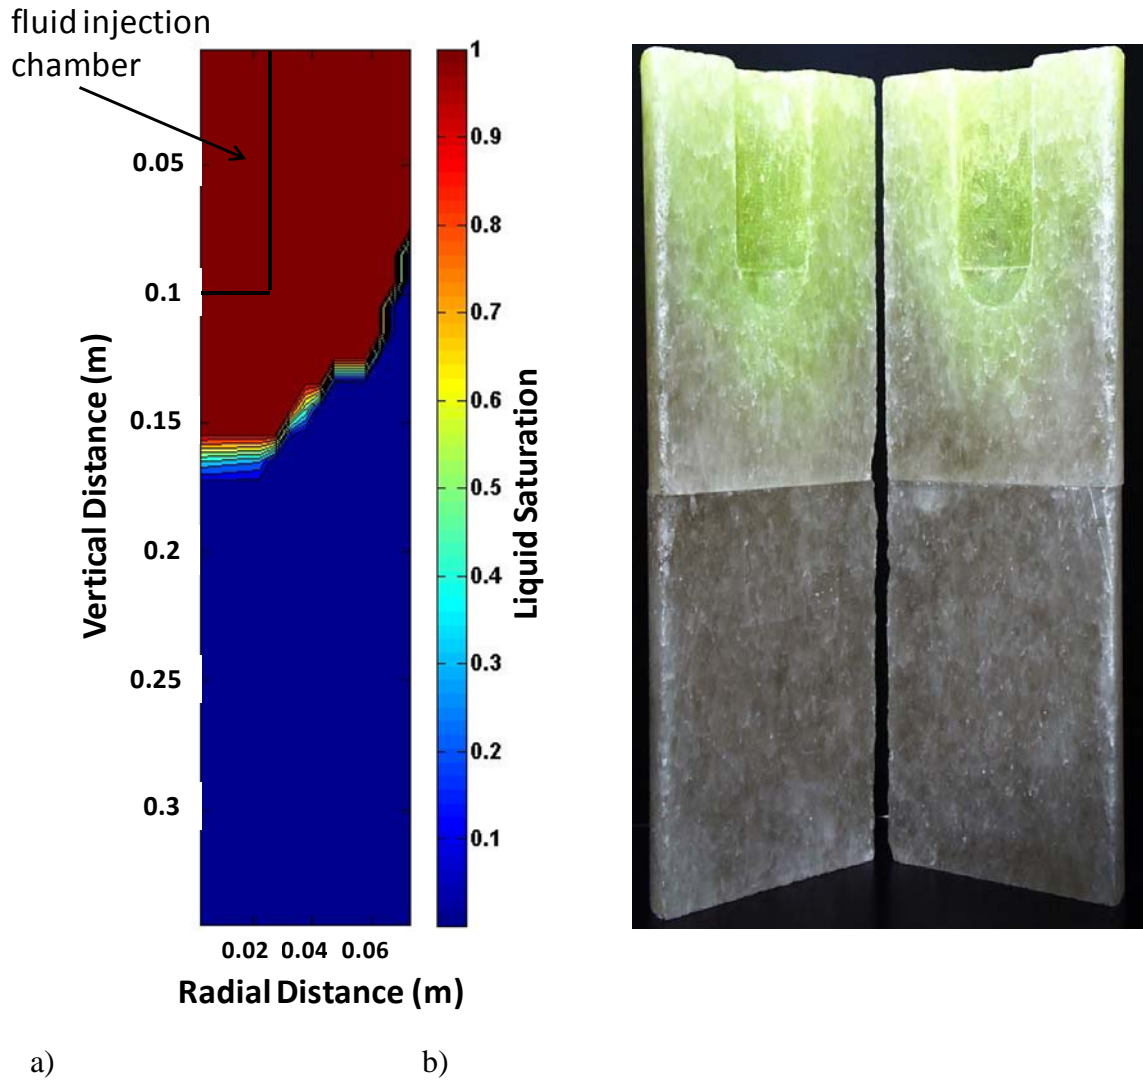 fluid injection
chamber
0.05
0.1
0.15
0.2
0.25
0.3
Vertical Distance (m)
0.02 0.04 0.06
Radial Distance (m)
1
0.9
0.8
0.7
0.6
0.5
0.4
0.3
0.2
0.1
Liquid Saturation
a)
b)